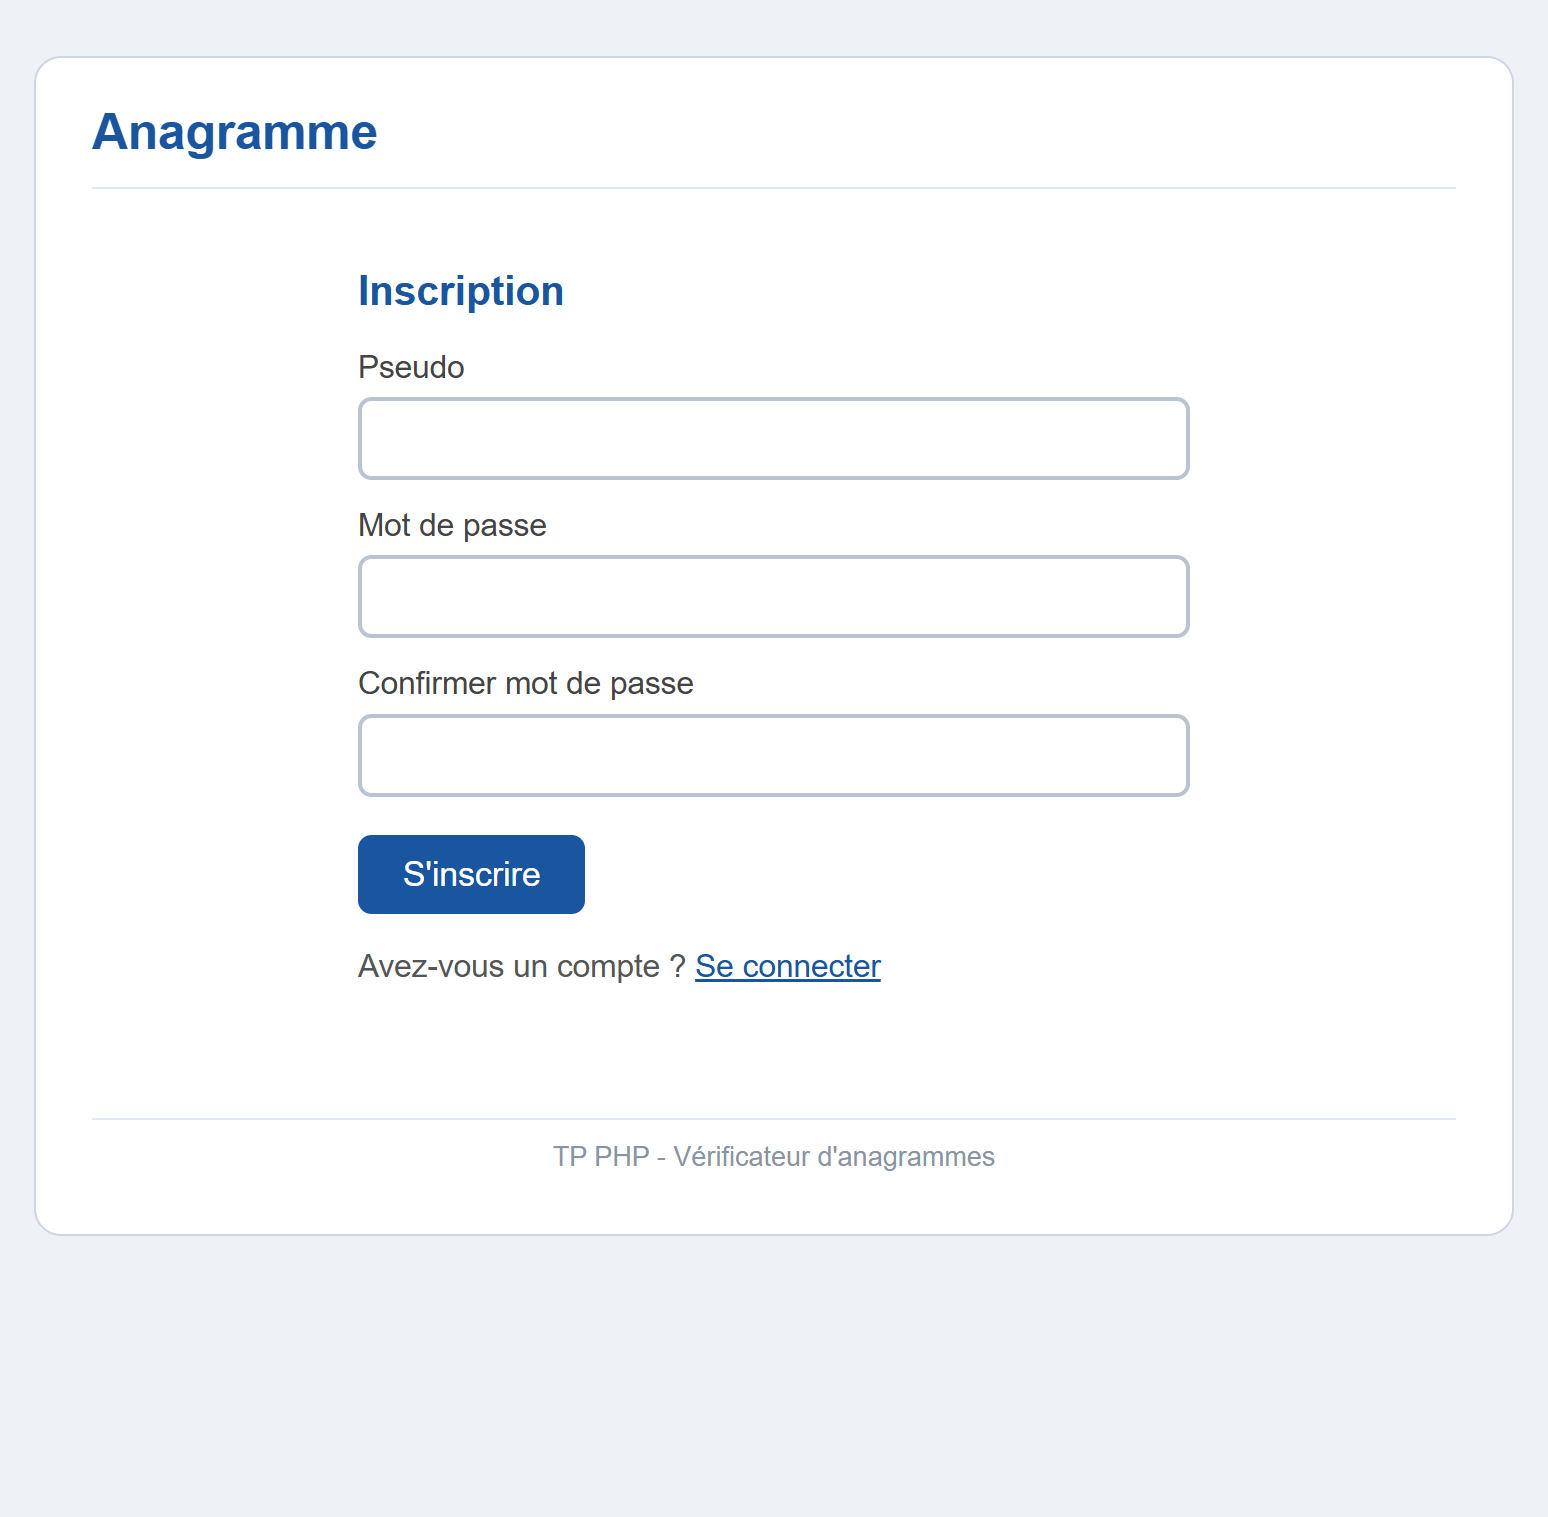 Anagramme
Inscription
Pseudo
Mot de passe
Confirmer mot de passe
S'inscrire
Avez-vous un compte ? Se connecter
TP PHP - Vérificateur d'anagrammes